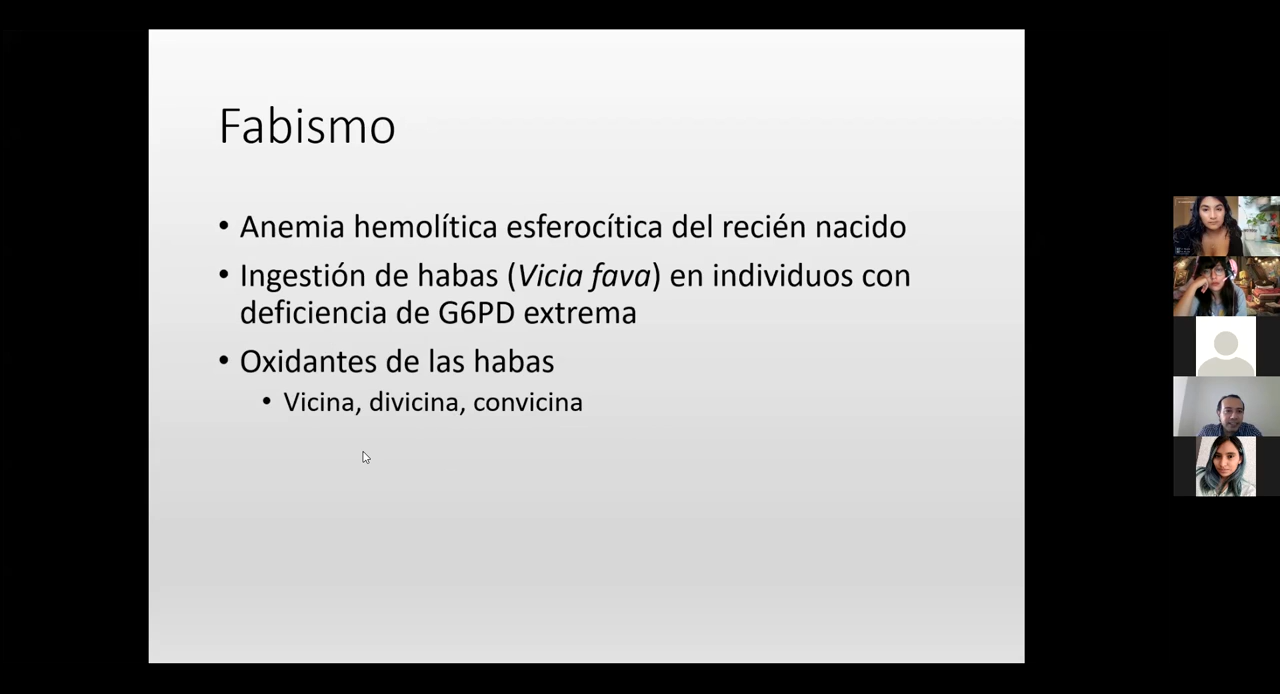 Fabismo
• Anemia hemolítica esferocítica del recién nacido
• Ingestión de habas (Vicia fava) en individuos con
deficiencia de G6PD extrema
• Oxidantes de las habas
• Vicina, divicina, convicina